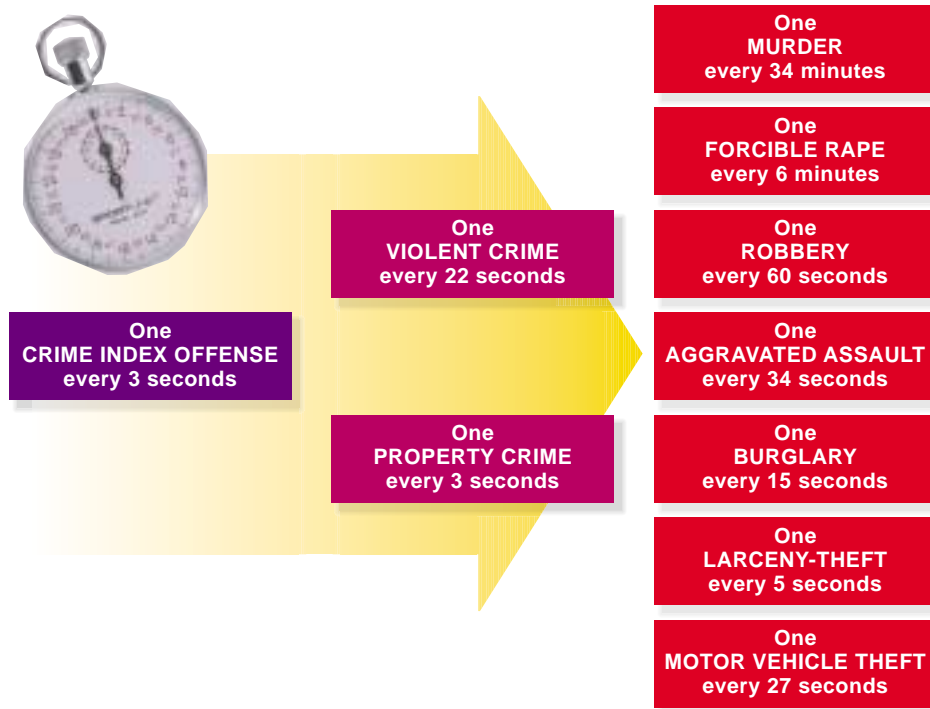 One
MURDER
every 34 minutes
One
FORCIBLE RAPE
every 6 minutes
One
VIOLENT CRIME
every 22 seconds
One
ROBBERY
every 60 seconds
One
CRIME INDEX OFFENSE
every 3 seconds
One
AGGRAVATED ASSAULT
every 34 seconds
One
PROPERTY CRIME
every 3 seconds
One
BURGLARY
every 15 seconds
One
LARCENY-THEFT
every 5 seconds
One
MOTOR VEHICLE THEFT
every 27 seconds